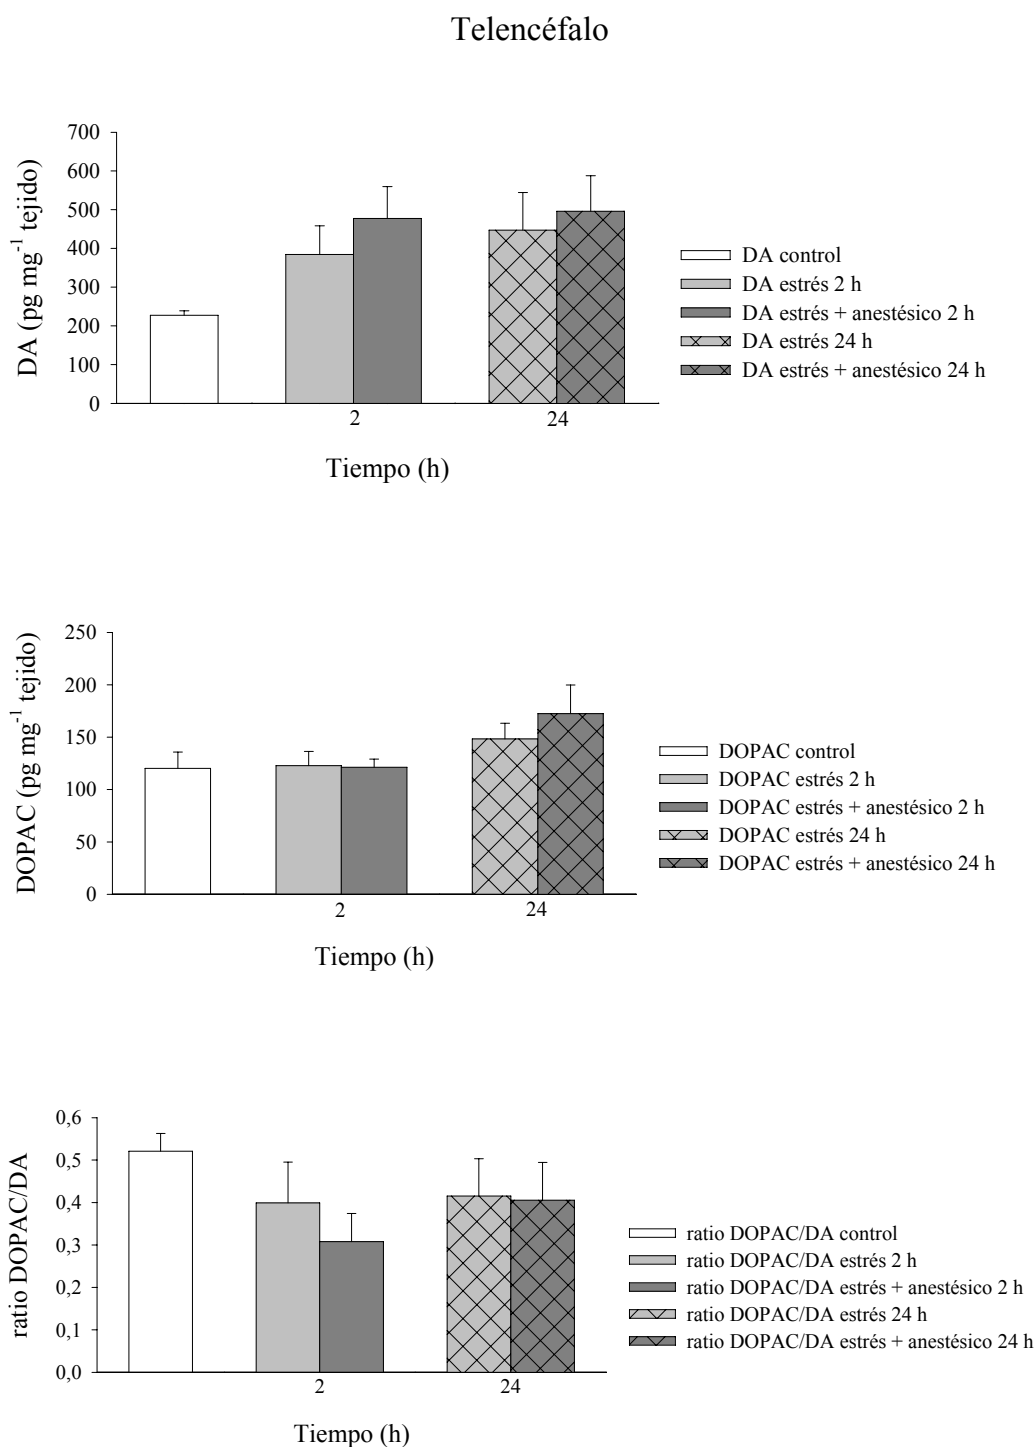 Telencéfalo
DA (pg mg⁻¹ tejido)
700
600
500
400
300
200
100
0
2
24
Tiempo (h)
DA control
DA estrés 2 h
DA estrés + anestésico 2 h
DA estrés 24 h
DA estrés + anestésico 24 h
DOPAC (pg mg⁻¹ tejido)
250
200
150
100
50
0
2
24
Tiempo (h)
DOPAC control
DOPAC estrés 2 h
DOPAC estrés + anestésico 2 h
DOPAC estrés 24 h
DOPAC estrés + anestésico 24 h
ratio DOPAC/DA
0,6
0,5
0,4
0,3
0,2
0,1
0,0
2
24
Tiempo (h)
ratio DOPAC/DA control
ratio DOPAC/DA estrés 2 h
ratio DOPAC/DA estrés + anestésico 2 h
ratio DOPAC/DA estrés 24 h
ratio DOPAC/DA estrés + anestésico 24 h